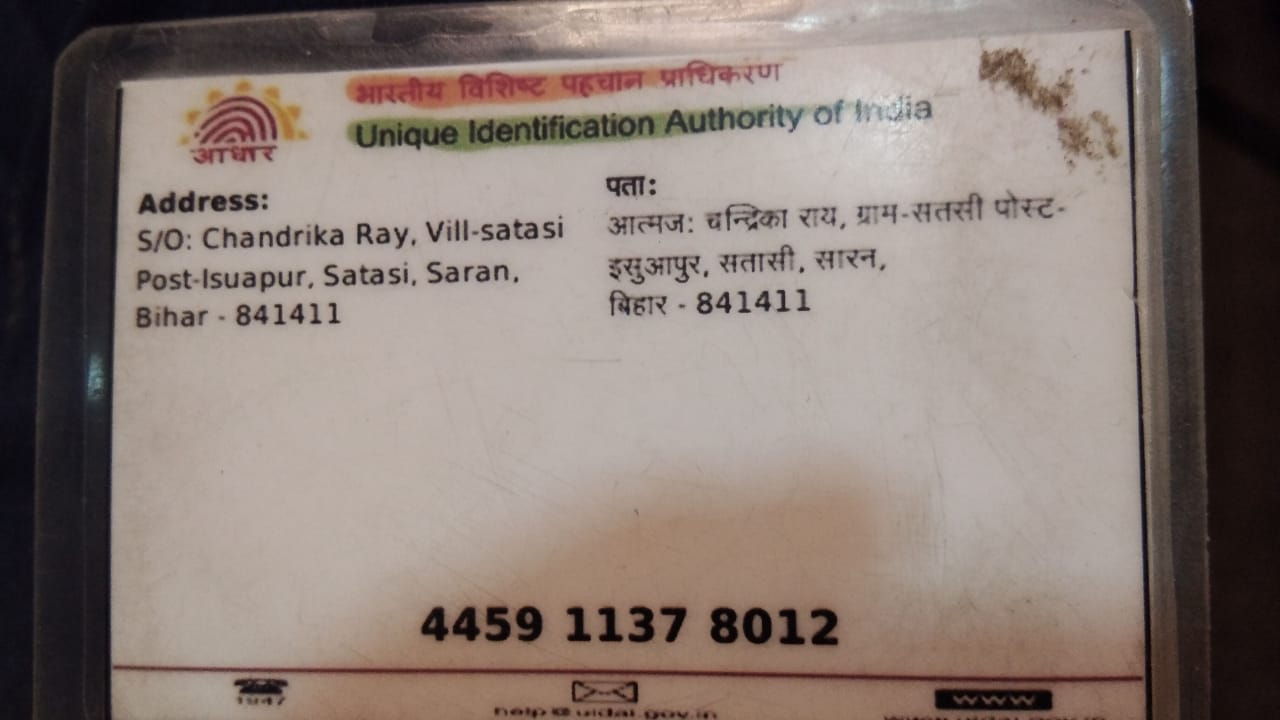 भारतीय विशिष्ट पहचान प्राधिकरण
Unique Identification Authority of India
आधार
Address:
S/O: Chandrika Ray, Vill-satasi
Post-Isuapur, Satasi, Saran,
Bihar - 841411
पता:
आत्मज: चन्द्रिका राय, ग्राम-सतसी पोस्ट-
इसुआपुर, सतासी, सारन,
बिहार - 841411
4459 1137 8012
1947
help@uidai.gov.in
www